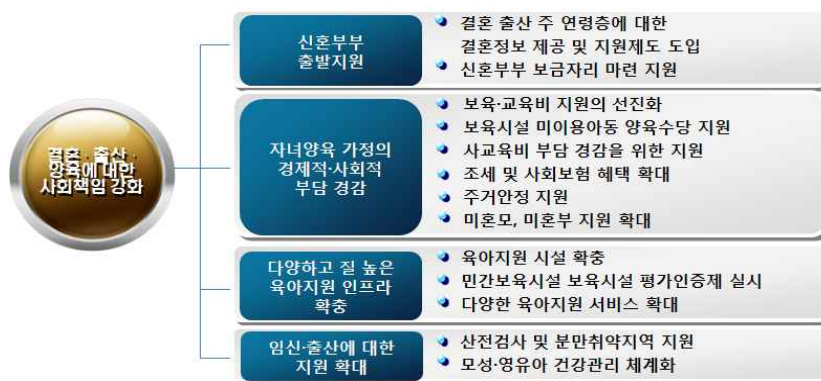 결혼·출산·
양육에 대한
사회책임 강화
신혼부부
출발지원
결혼 출산 주 연령층에 대한
결혼정보 제공 및 지원제도 도입
신혼부부 보금자리 마련 지원
자녀양육 가정의
경제적·사회적
부담 경감
보육·교육비 지원의 선진화
보육시설 미이용아동 양육수당 지원
사교육비 부담 경감을 위한 지원
조세 및 사회보험 혜택 확대
주거안정 지원
미혼모, 미혼부 지원 확대
다양하고 질 높은
육아지원 인프라
확충
육아지원 시설 확충
민간보육시설 보육시설 평가인증제 실시
다양한 육아지원 서비스 확대
임신·출산에 대한
지원 확대
산전검사 및 분만취약지역 지원
모성·영유아 건강관리 체계화